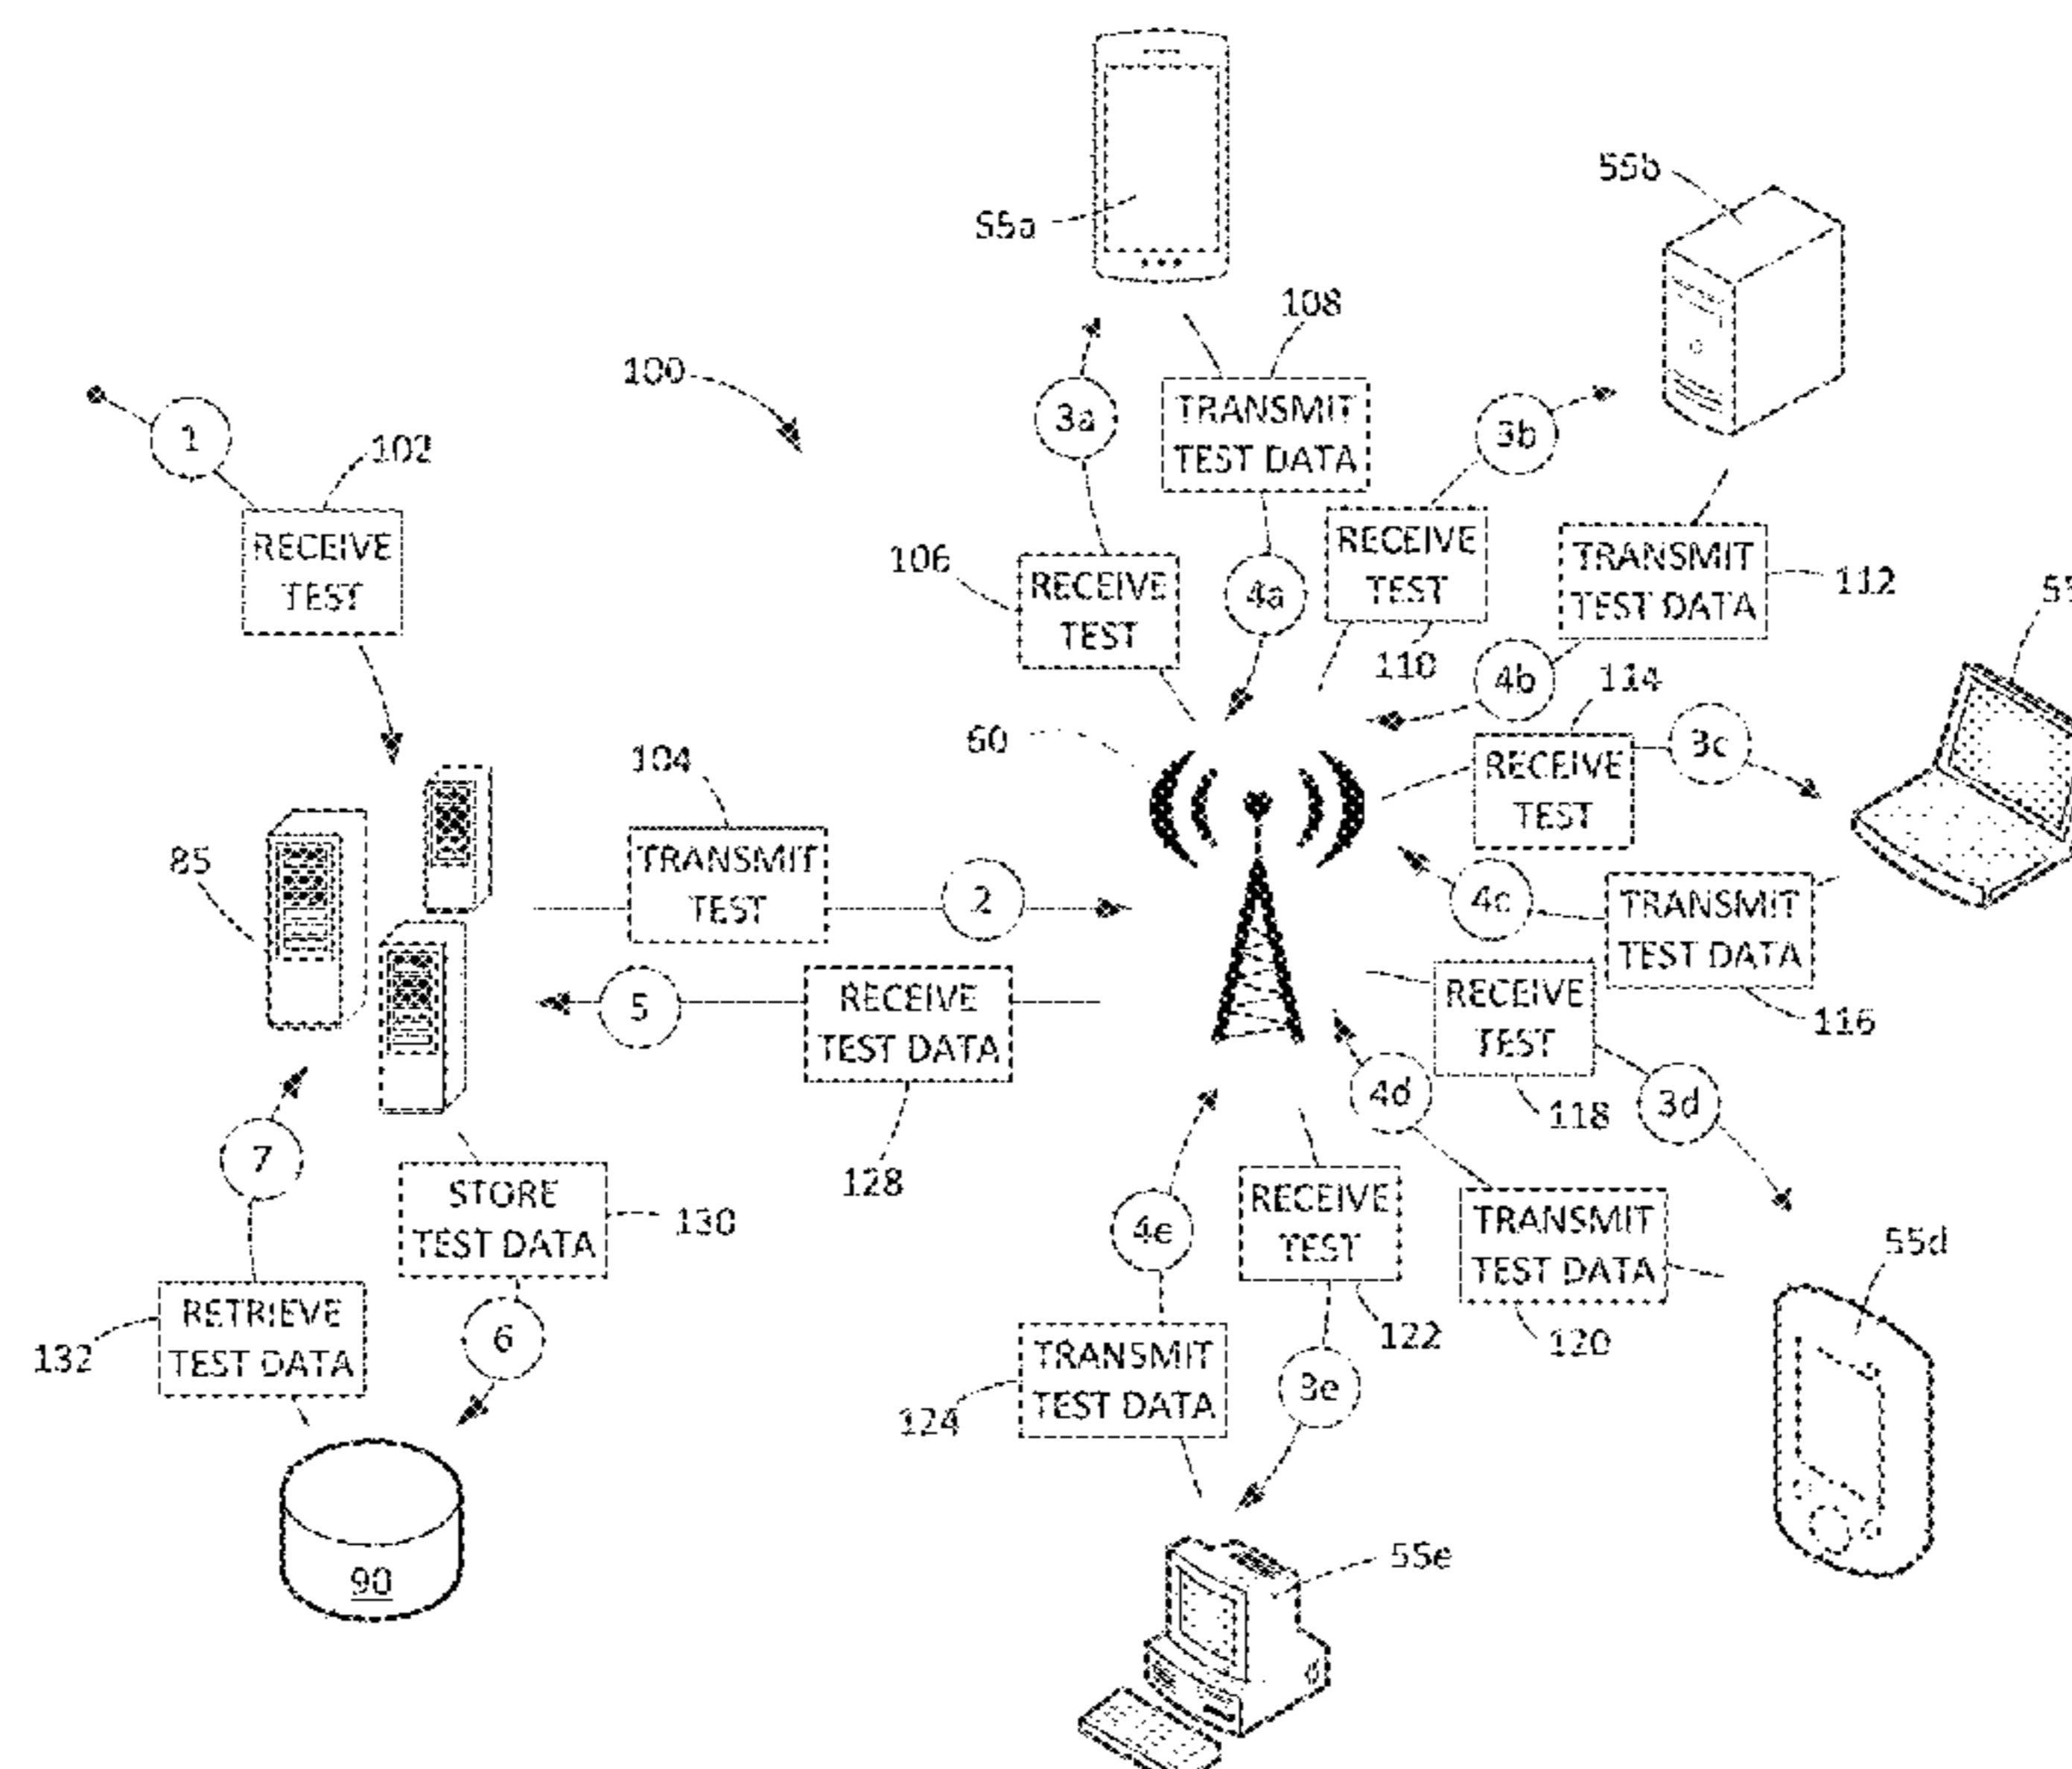 55a
55b
108
100
3a
TRANSMIT
TEST DATA
3b
1
102
RECEIVE
TEST
106
RECEIVE
TEST
4a
RECEIVE
TEST
110
TRANSMIT
TEST DATA
112
4b
114
60
104
RECEIVE
TEST
3c
85
TRANSMIT
TEST
2
4c
TRANSMIT
TEST DATA
116
5
RECEIVE
TEST DATA
128
RECEIVE
TEST
118
4d
3d
7
STORE
TEST DATA
130
4e
RECEIVE
TEST
122
TRANSMIT
TEST DATA
120
55d
132
RETRIEVE
TEST DATA
6
124
TRANSMIT
TEST DATA
3e
90
55e